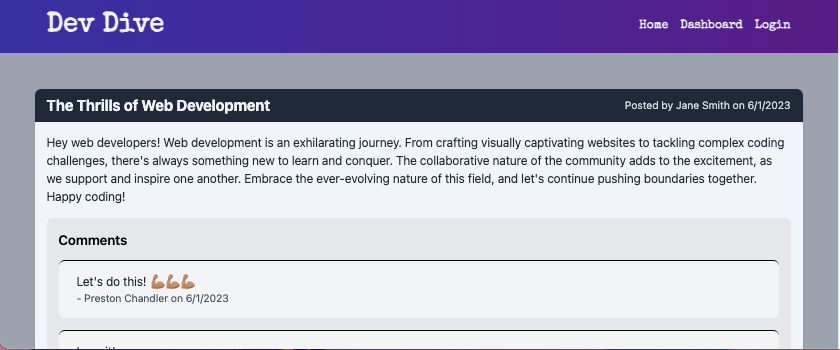 Dev Dive
Home Dashboard Login
The Thrills of Web Development
Posted by Jane Smith on 6/1/2023
Hey web developers! Web development is an exhilarating journey. From crafting visually captivating websites to tackling complex coding
challenges, there's always something new to learn and conquer. The collaborative nature of the community adds to the excitement, as
we support and inspire one another. Embrace the ever-evolving nature of this field, and let's continue pushing boundaries together.
Happy coding!
Comments
Let's do this! 💪🏽💪🏽💪🏽
- Preston Chandler on 6/1/2023